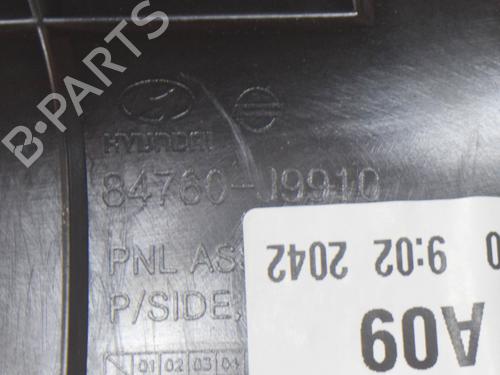 B-PARTS
HYUNDAI
84760-J9910
PNL AS
P/SIDE,
01 02 03 04
0 9:02 2042
A09